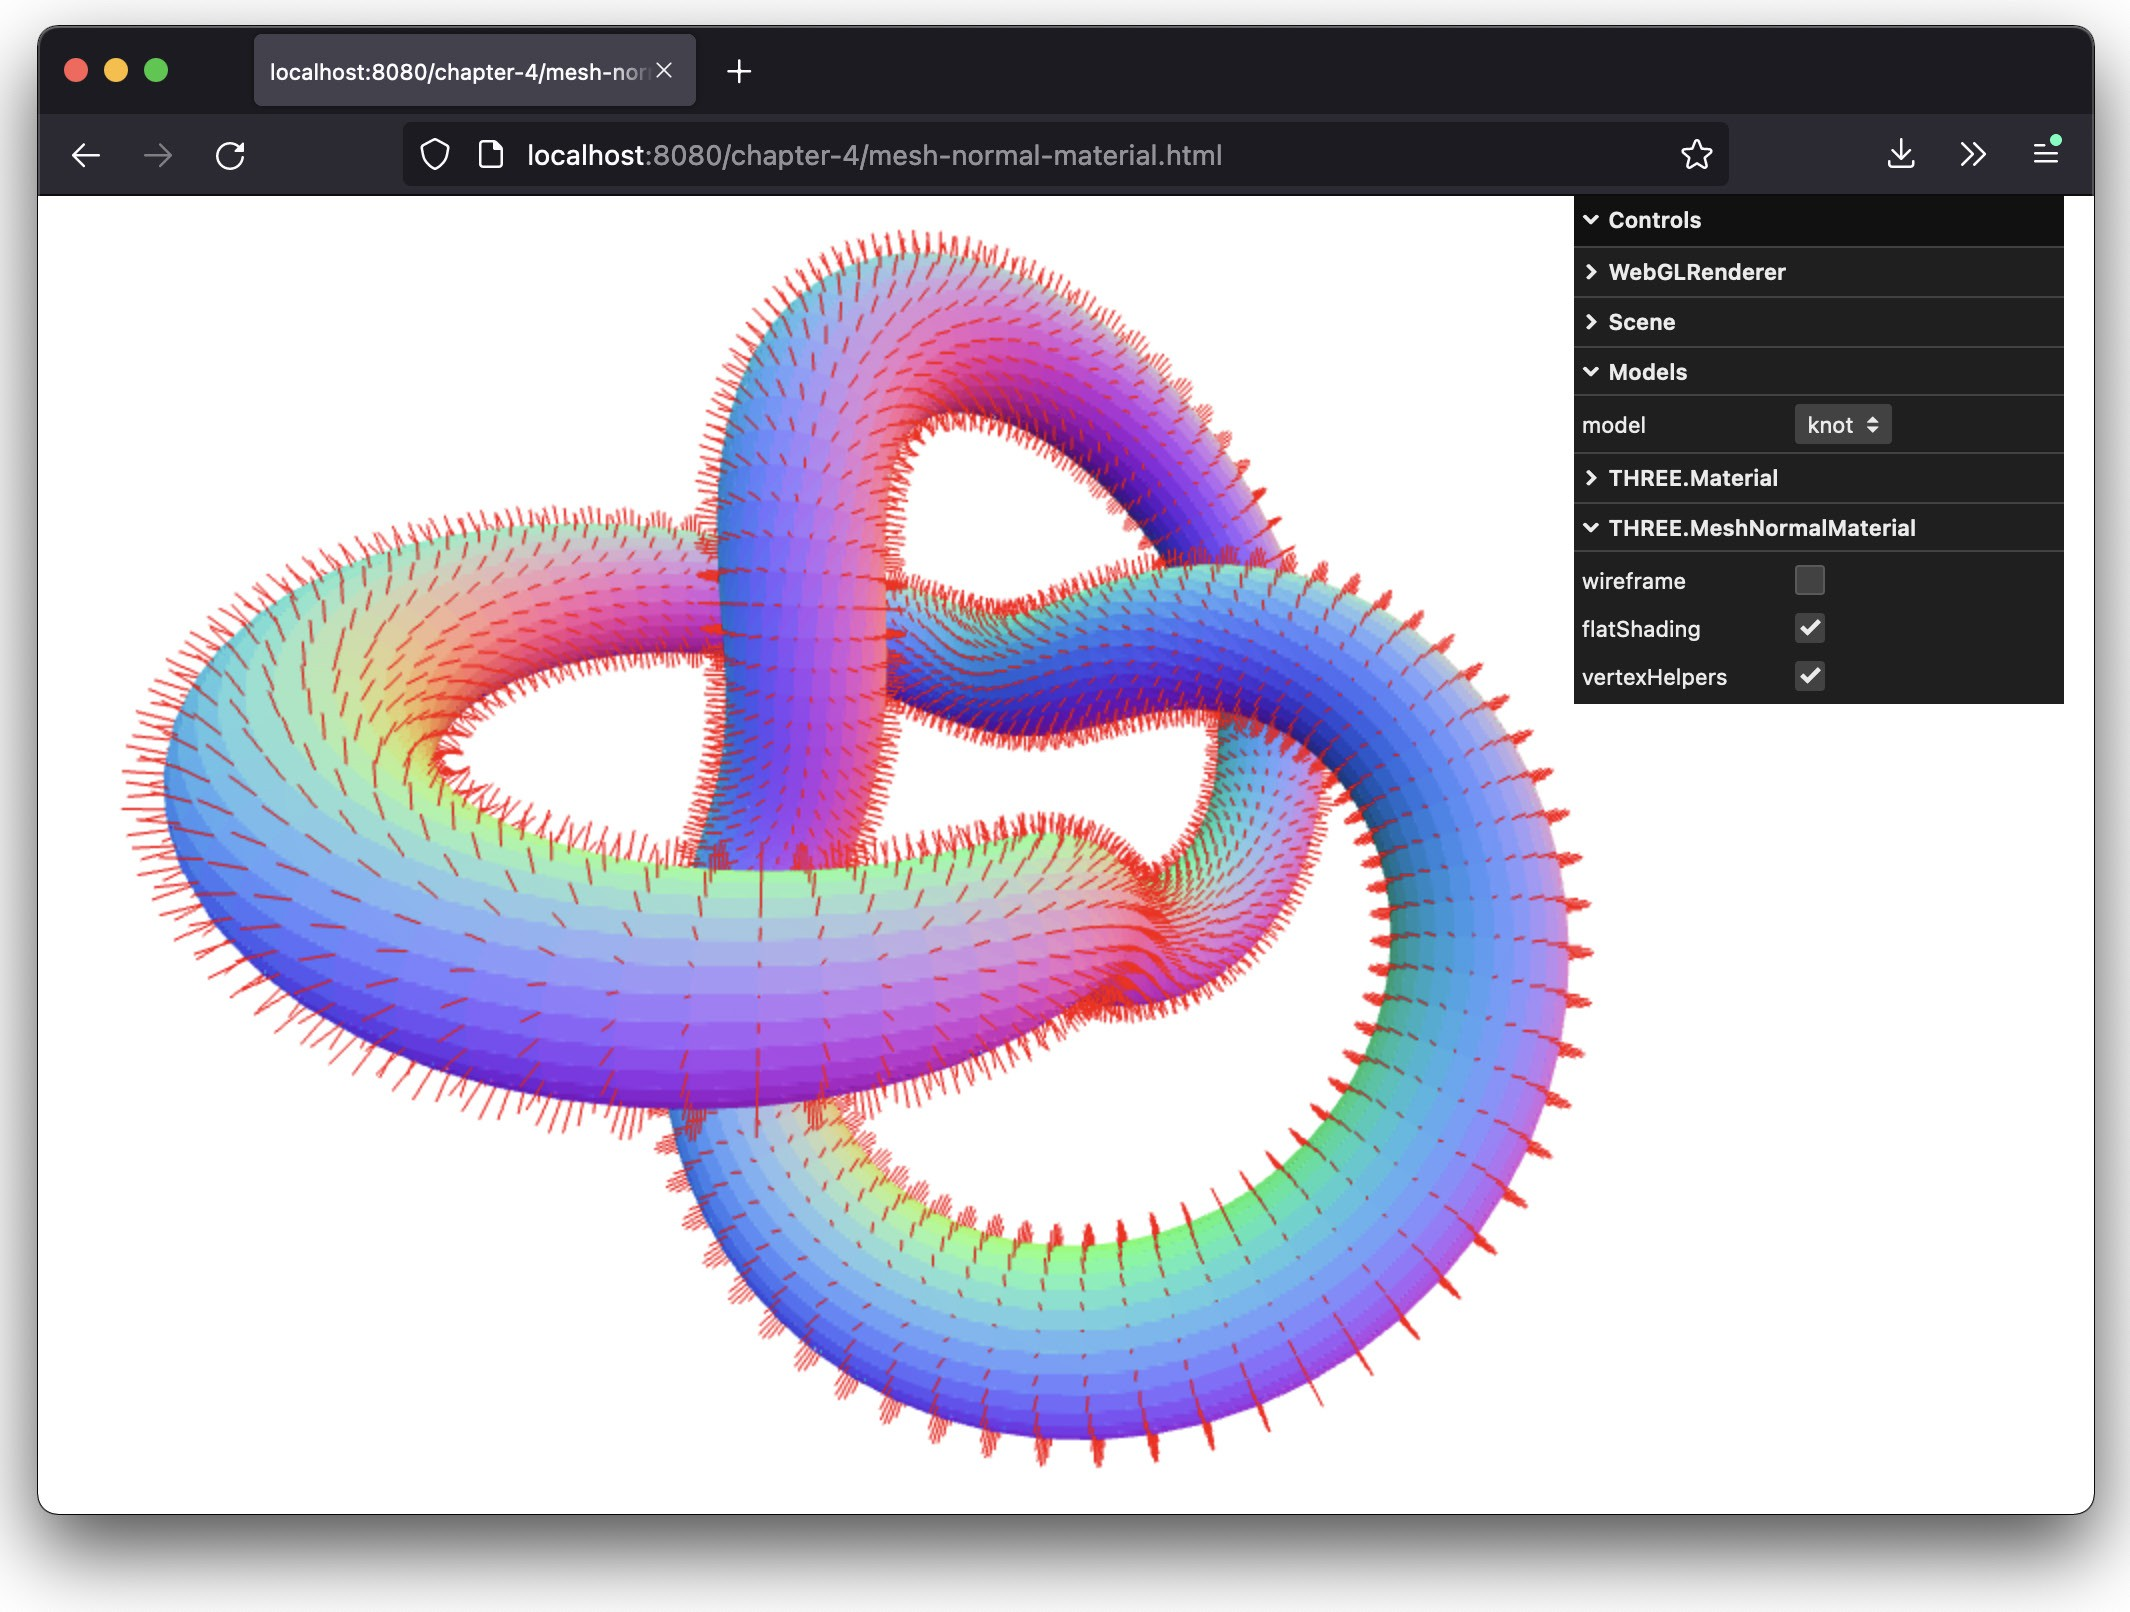 localhost:8080/chapter-4/mesh-nor
localhost:8080/chapter-4/mesh-normal-material.html
Controls
WebGLRenderer
Scene
Models
model knot
THREE.Material
THREE.MeshNormalMaterial
wireframe
flatShading
vertexHelpers